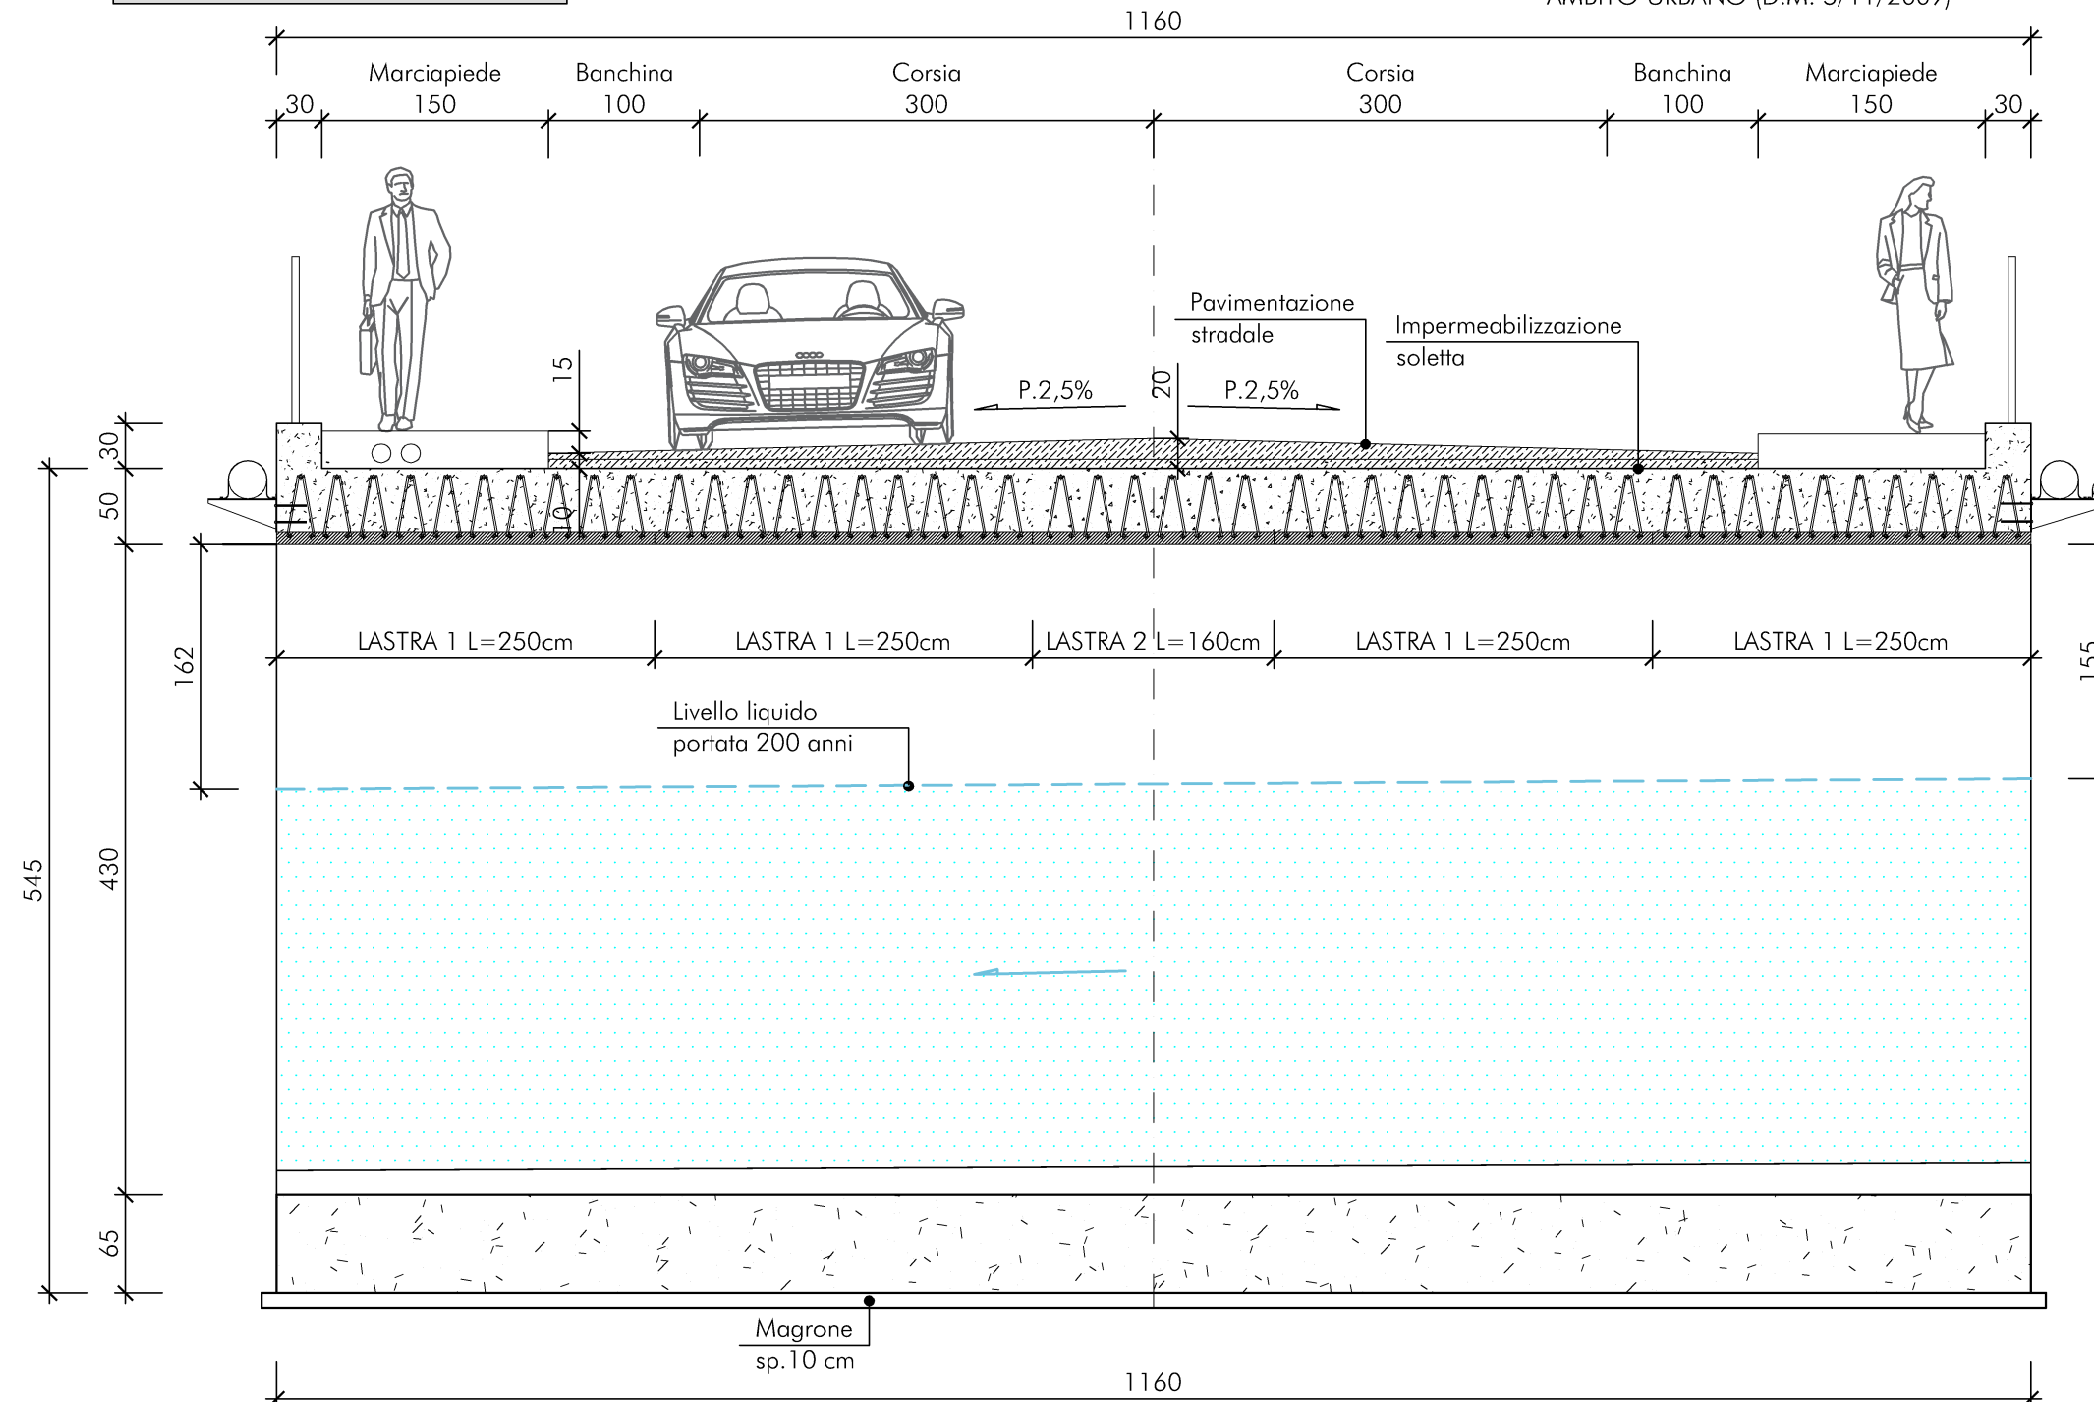 1160
Marciapiede Banchina Corsia Corsia Banchina Marciapiede
30 150 100 300 300 100 150 30
Pavimentazione
stradale
Impermeabilizzazione
soletta
15
20
P.2,5% P.2,5%
30
50
10
LASTRA 1 L=250cm LASTRA 1 L=250cm LASTRA 2 L=160cm LASTRA 1 L=250cm LASTRA 1 L=250cm
162
155
Livello liquido
portata 200 anni
545
430
65
Magrone
sp.10 cm
1160